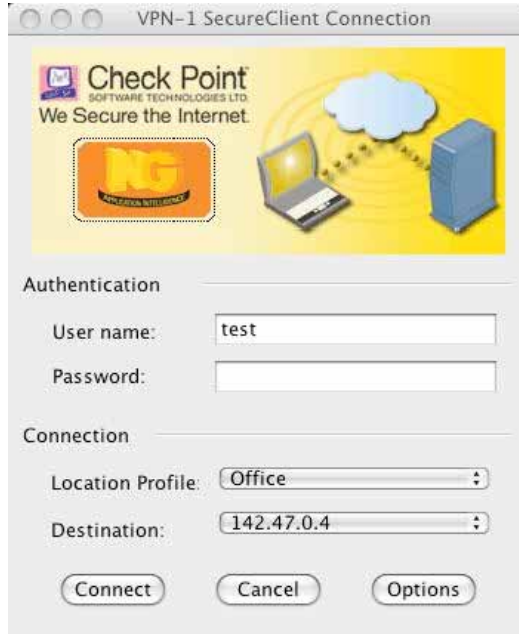 VPN-1 SecureClient Connection
Check Point
SOFTWARE TECHNOLOGIES LTD.
We Secure the Internet.
NG
APPLICATION INTELLIGENCE
Authentication
User name:
test
Password:
Connection
Location Profile:
Office
Destination:
142.47.0.4
Connect
Cancel
Options